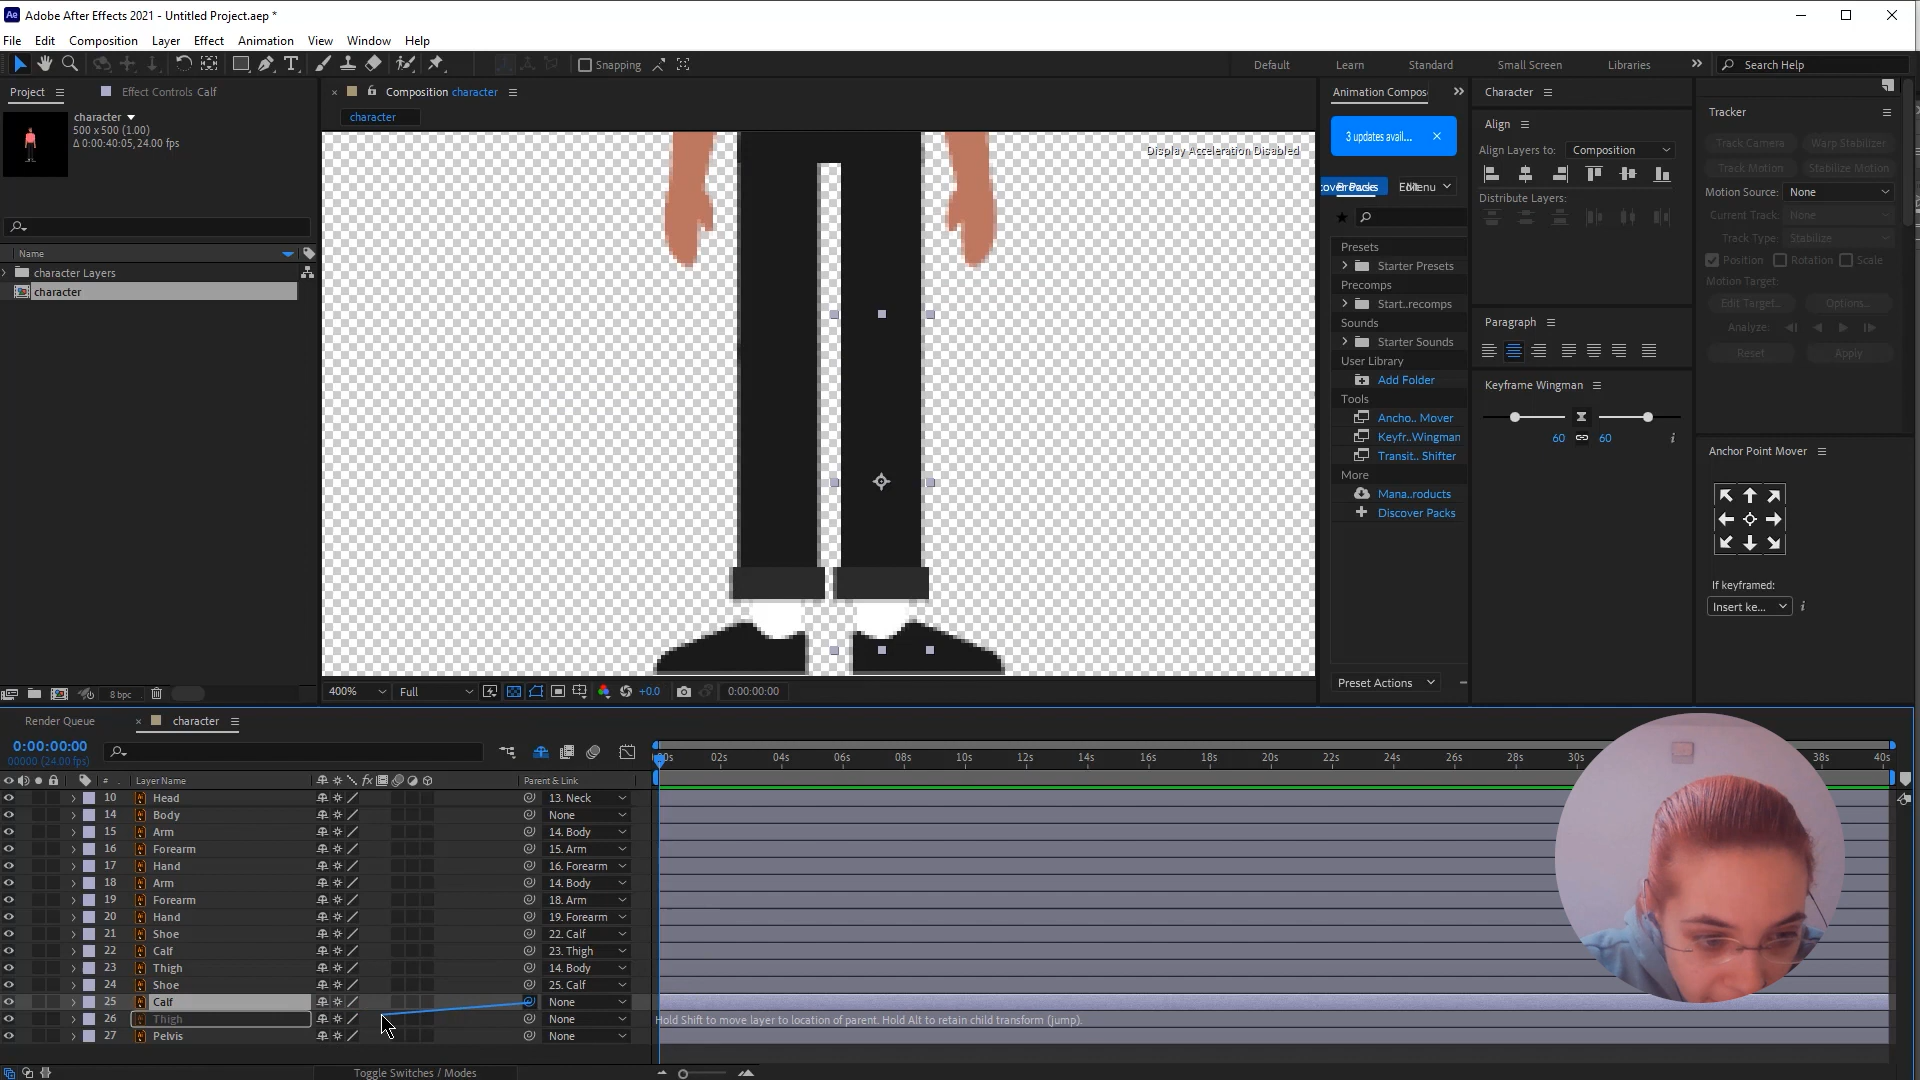 Adobe After Effects 2021 - Untitled Project.aep *
File Edit Composition Layer Effect Animation View Window Help
Snapping
Default Learn Standard Small Screen Libraries
Search Help
Project
Effect Controls Calf
character
500 x 500 (1.00)
Δ 0:00:40:05, 24.00 fps
Name
character Layers
character
8 bpc
Composition character
character
Display Acceleration Disabled
400%
Full
+0.0
0:00:00:00
Animation Compos
3 updates avail...
Menu
Presets
Starter Presets
Precomps
Start..recomps
Sounds
Starter Sounds
User Library
Add Folder
Tools
Ancho.. Mover
Keyfr..Wingman
Transit.. Shifter
More
Mana..roducts
Discover Packs
Preset Actions
Character
Align
Align Layers to: Composition
Distribute Layers:
Paragraph
Keyframe Wingman
60 60
Tracker
Track Camera Warp Stabilizer
Track Motion Stabilize Motion
Motion Source: None
Current Track: None
Track Type: Stabilize
Position Rotation Scale
Motion Target:
Edit Target... Options...
Analyze:
Reset Apply
Anchor Point Mover
If keyframed:
Insert ke...
Render Queue
character
0:00:00:00
00000 (24.00 fps)
# Layer Name Parent & Link
10 Head 13. Neck
14 Body None
15 Arm 14. Body
16 Forearm 15. Arm
17 Hand 16. Forearm
18 Arm 14. Body
19 Forearm 18. Arm
20 Hand 19. Forearm
21 Shoe 22. Calf
22 Calf 23. Thigh
23 Thigh 14. Body
24 Shoe 25. Calf
25 Calf None
26 Thigh None
27 Pelvis None
02s 04s 06s 08s 10s 12s 14s 16s 18s 20s 22s 24s 26s 28s 30s 38s 40s
Hold Shift to move layer to location of parent. Hold Alt to retain child transform (jump).
Toggle Switches / Modes